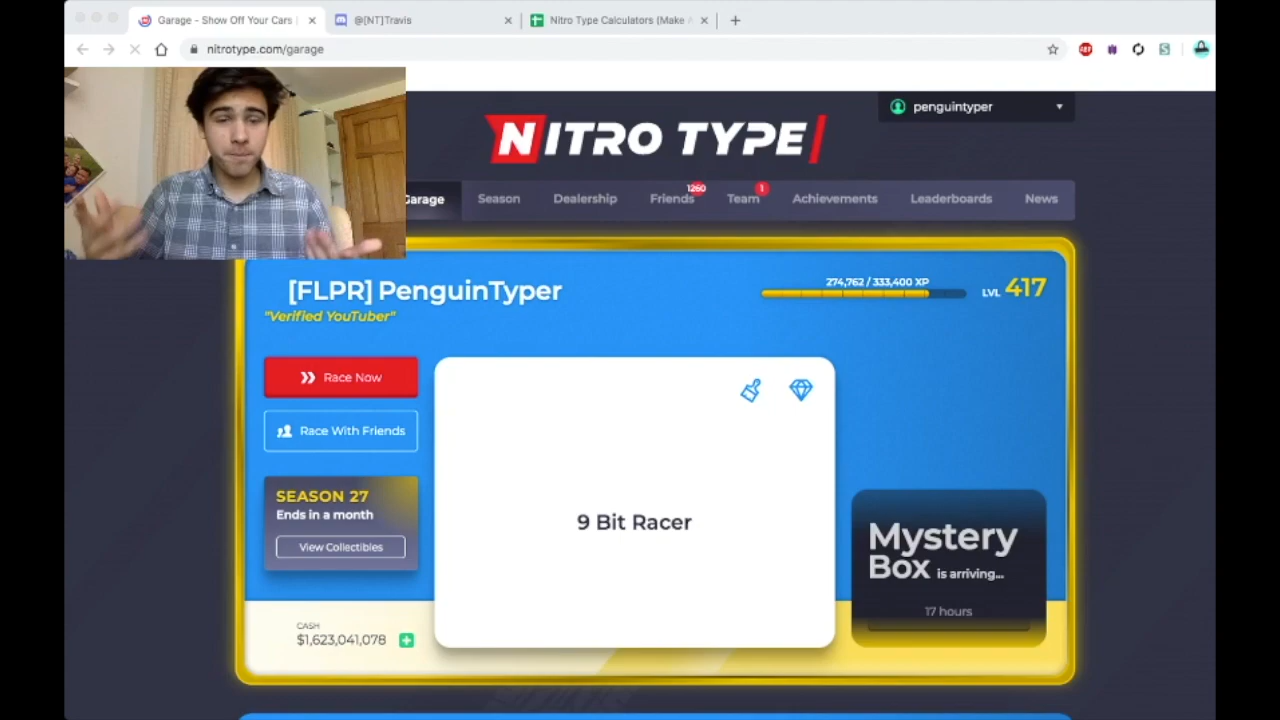 Garage - Show Off Your Cars |
@[NT]Travis
Nitro Type Calculators (Make A
nitrotype.com/garage
ABP
S
penguintyper
NITRO TYPE
Garage
Season
Dealership
Friends
1260
Team
1
Achievements
Leaderboards
News
[FLPR] PenguinTyper
"Verified YouTuber"
274,762 / 333,400 XP
LVL 417
Race Now
Race With Friends
SEASON 27
Ends in a month
View Collectibles
9 Bit Racer
Mystery
Box is arriving...
17 hours
CASH
$1,623,041,078